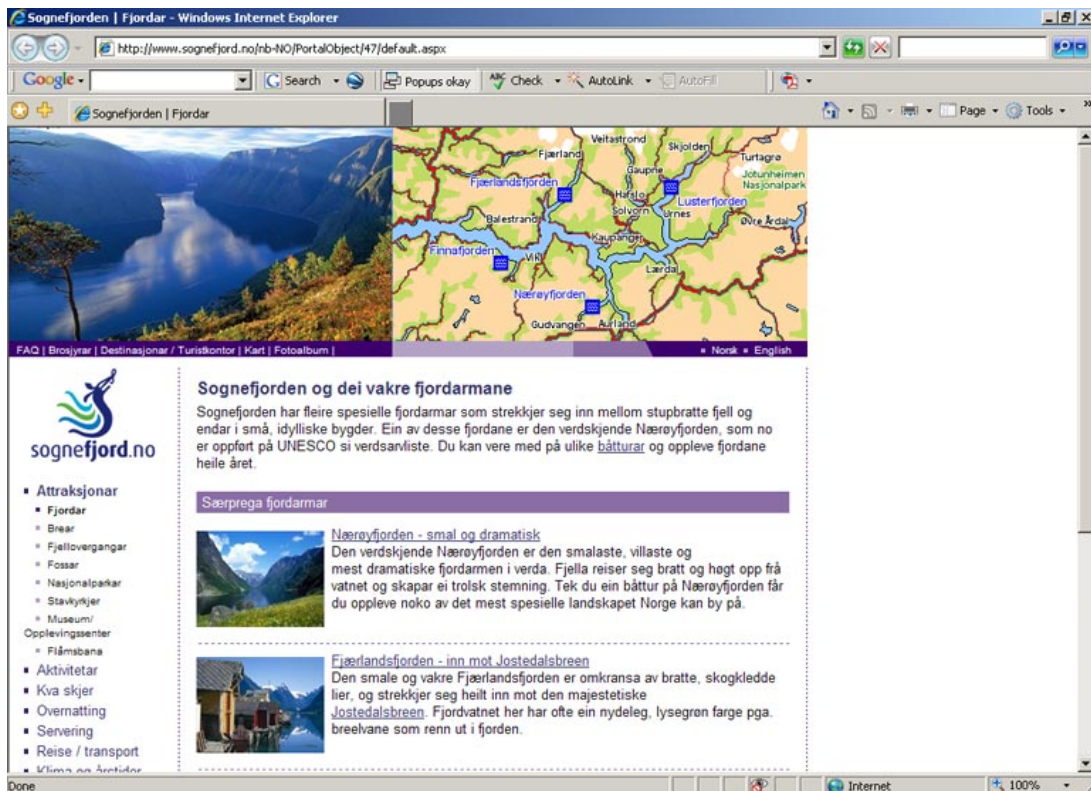 Sognefjorden | Fjordar - Windows Internet Explorer
http://www.sognefjord.no/nb-NO/PortalObject/47/default.aspx
Google Search Popups okay ABC Check AutoLink AutoFill
Sognefjorden | Fjordar Page Tools
Veitastrond
Skjolden
Fjærland
Turtagrø
Gaupne
Jotunheimen
Nasjonalpark
Fjærlandsfjorden
Hafslo
Lusterfjorden
Solvorn
Urnes
Balestrand
Øvre Årdal
Kaupanger
Finnafjorden
Vik
Lærdal
Nærøyfjorden
Gudvangen
Aurland
FAQ | Brosjyrar | Destinasjonar / Turistkontor | Kart | Fotoalbum |
Norsk English
sognefjord.no
Attraksjonar
Fjordar
Brear
Fjellovergangar
Fossar
Nasjonalparkar
Stavkyrkjer
Museum/
Opplevingssenter
Flåmsbana
Aktivitetar
Kva skjer
Overnatting
Servering
Reise / transport
Klima og årstider
Sognefjorden og dei vakre fjordarmane
Sognefjorden har fleire spesielle fjordarmar som strekkjer seg inn mellom stupbratte fjell og
endar i små, idylliske bygder. Ein av desse fjordane er den verdskjende Nærøyfjorden, som no
er oppført på UNESCO si verdsarvliste. Du kan vere med på ulike båtturar og oppleve fjordane
heile året.
Særprega fjordarmar
Nærøyfjorden - smal og dramatisk
Den verdskjende Nærøyfjorden er den smalaste, villaste og
mest dramatiske fjordarmen i verda. Fjella reiser seg bratt og høgt opp frå
vatnet og skapar ei trolsk stemning. Tek du ein båttur på Nærøyfjorden får
du oppleve noko av det mest spesielle landskapet Norge kan by på.
Fjærlandsfjorden - inn mot Jostedalsbreen
Den smale og vakre Fjærlandsfjorden er omkransa av bratte, skogkledde
lier, og strekkjer seg heilt inn mot den majestetiske
Jostedalsbreen. Fjordvatnet her har ofte ein nydeleg, lysegrøn farge pga.
breelvane som renn ut i fjorden.
Done Internet 100%